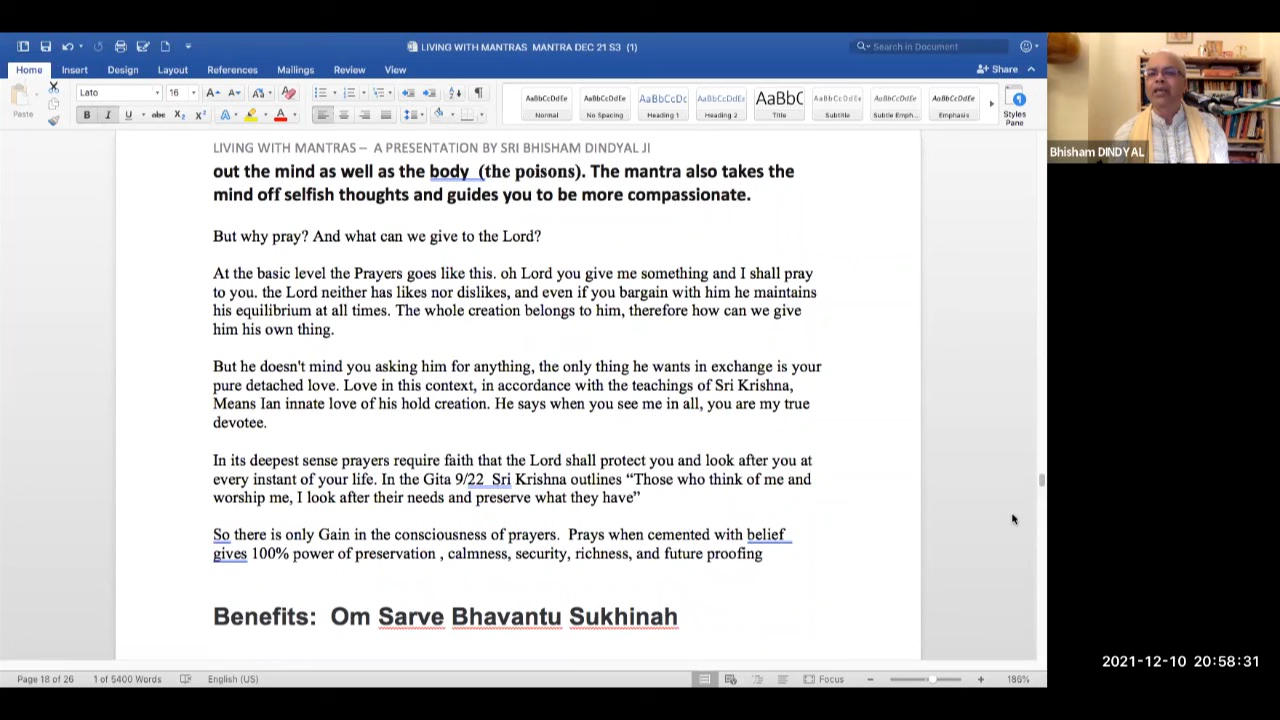 LIVING WITH MANTRAS  MANTRA DEC 21 S3  (1)
Search in Document
Home Insert Design Layout References Mailings Review View
Share
Paste
Lato 16
AaBbCcDdEe AaBbCcDdEe AaBbCcDc AaBbCcDdEe AaBbC AaBbCcDdEe AaBbCcDdEe AaBbCcDdEe
Normal No Spacing Heading 1 Heading 2 Title Subtitle Subtle Emph... Emphasis
Styles
Pane
Bhisham DINDYAL
LIVING WITH MANTRAS – A PRESENTATION BY SRI BHISHAM DINDYAL JI
out the mind as well as the body  (the poisons). The mantra also takes the
mind off selfish thoughts and guides you to be more compassionate.
But why pray? And what can we give to the Lord?
At the basic level the Prayers goes like this. oh Lord you give me something and I shall pray
to you. the Lord neither has likes nor dislikes, and even if you bargain with him he maintains
his equilibrium at all times. The whole creation belongs to him, therefore how can we give
him his own thing.
But he doesn't mind you asking him for anything, the only thing he wants in exchange is your
pure detached love. Love in this context, in accordance with the teachings of Sri Krishna,
Means Ian innate love of his hold creation. He says when you see me in all, you are my true
devotee.
In its deepest sense prayers require faith that the Lord shall protect you and look after you at
every instant of your life. In the Gita 9/22  Sri Krishna outlines “Those who think of me and
worship me, I look after their needs and preserve what they have”
So there is only Gain in the consciousness of prayers.  Prays when cemented with belief
gives 100% power of preservation , calmness, security, richness, and future proofing
Benefits:  Om Sarve Bhavantu Sukhinah
2021-12-10 20:58:31
Page 18 of 26 1 of 5400 Words English (US) Focus 186%